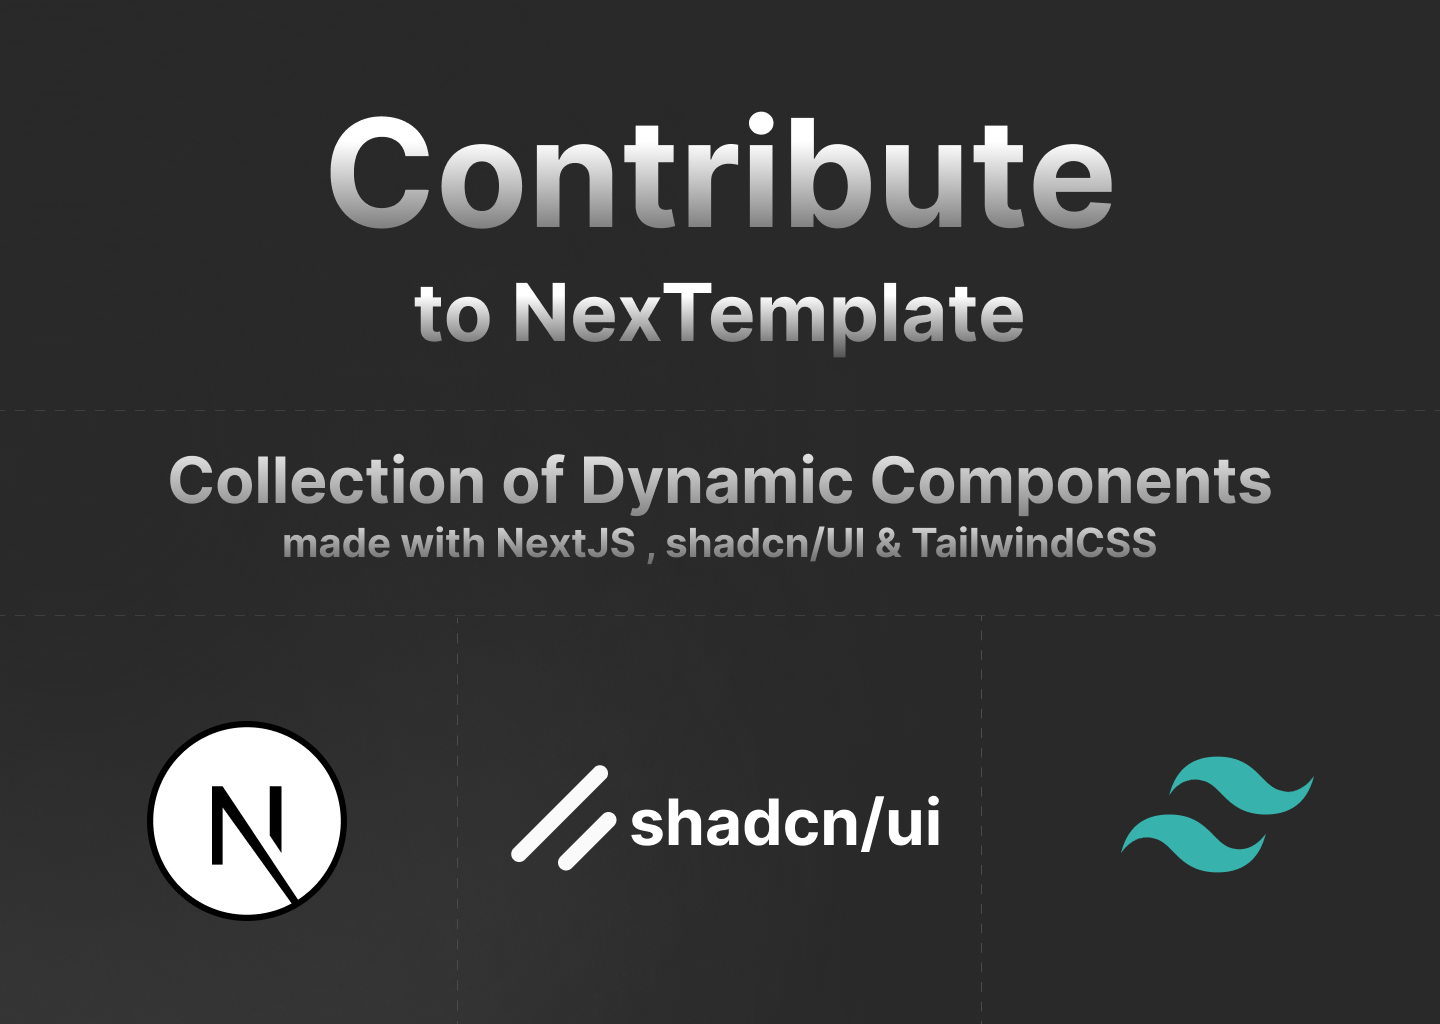 Contribute
to NexTemplate
Collection of Dynamic Components
made with NextJS , shadcn/UI & TailwindCSS
N
shadcn/ui